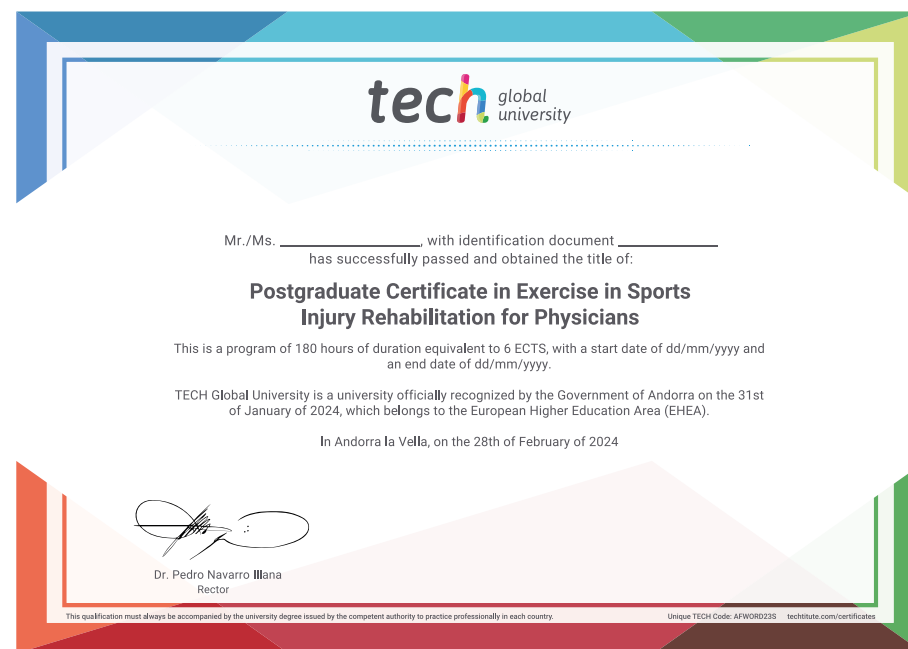 tech global
university
Mr./Ms. ____________, with identification document ____________
has successfully passed and obtained the title of:
Postgraduate Certificate in Exercise in Sports
Injury Rehabilitation for Physicians
This is a program of 180 hours of duration equivalent to 6 ECTS, with a start date of dd/mm/yyyy and
an end date of dd/mm/yyyy.
TECH Global University is a university officially recognized by the Government of Andorra on the 31st
of January of 2024, which belongs to the European Higher Education Area (EHEA).
In Andorra la Vella, on the 28th of February of 2024
Dr. Pedro Navarro Illana
Rector
This qualification must always be accompanied by the university degree issued by the competent authority to practice professionally in each country.
Unique TECH Code: AFWORD23S techtitute.com/certificates